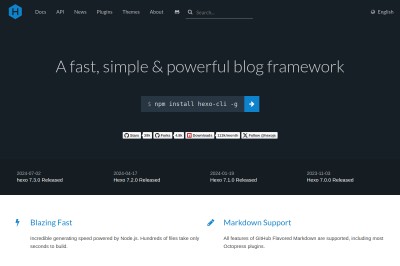 Docs API News Plugins Themes About Search... English
A fast, simple & powerful blog framework
$ npm install hexo-cli -g
Stars 39k Forks 4.8k Downloads X Follow @hexojs
2024-07-02 2024-04-17 2024-01-29 2023-11-03
Hexo 7.3.0 Released Hexo 7.2.0 Released Hexo 7.1.0 Released Hexo 7.0.0 Released
Blazing Fast Markdown Support
Incredible generating speed powered by Node.js. Hundreds of files take only
seconds to build.
All features of GitHub Flavored Markdown are supported, including most
Octopress plugins.